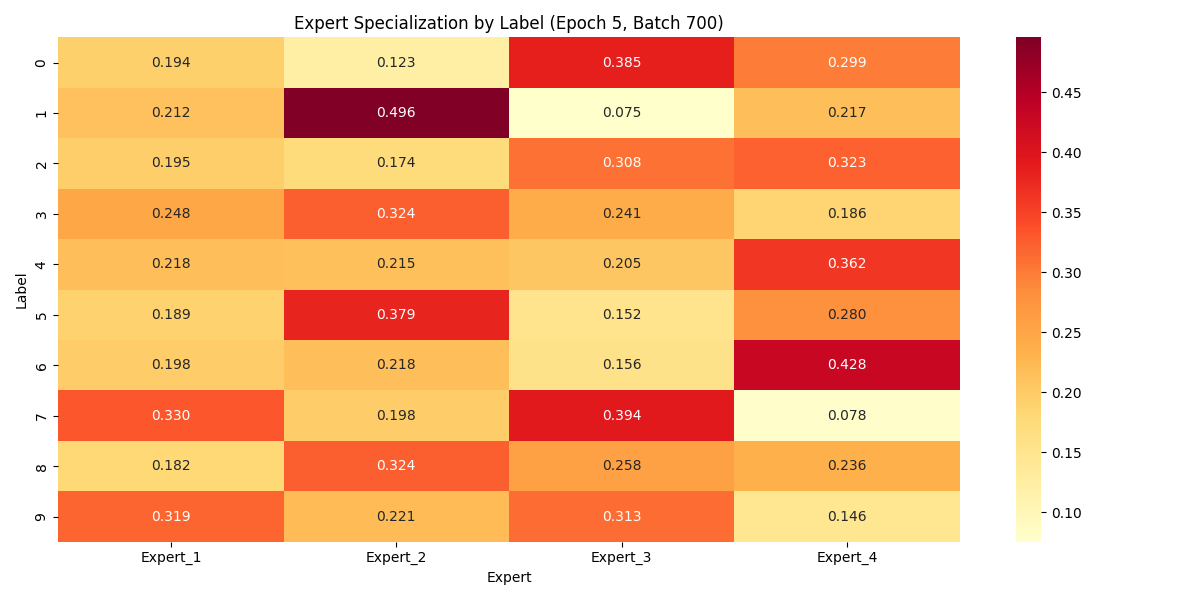 Expert Specialization by Label (Epoch 5, Batch 700)
0 0.194 0.123 0.385 0.299
1 0.212 0.496 0.075 0.217
2 0.195 0.174 0.308 0.323
3 0.248 0.324 0.241 0.186
4 0.218 0.215 0.205 0.362
5 0.189 0.379 0.152 0.280
6 0.198 0.218 0.156 0.428
7 0.330 0.198 0.394 0.078
8 0.182 0.324 0.258 0.236
9 0.319 0.221 0.313 0.146
Label
Expert_1 Expert_2 Expert_3 Expert_4
Expert
0.45
0.40
0.35
0.30
0.25
0.20
0.15
0.10